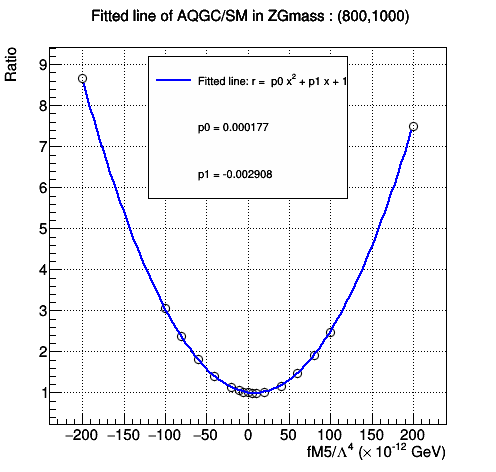 Fitted line of AQGC/SM in ZGmass : (800,1000)
Ratio
9
8
7
6
5
4
3
2
1
Fitted line: r = p0 x² + p1 x + 1
p0 = 0.000177
p1 = -0.002908
−200 −150 −100 −50 0 50 100 150 200
fM5/Λ⁴ (× 10⁻¹² GeV)